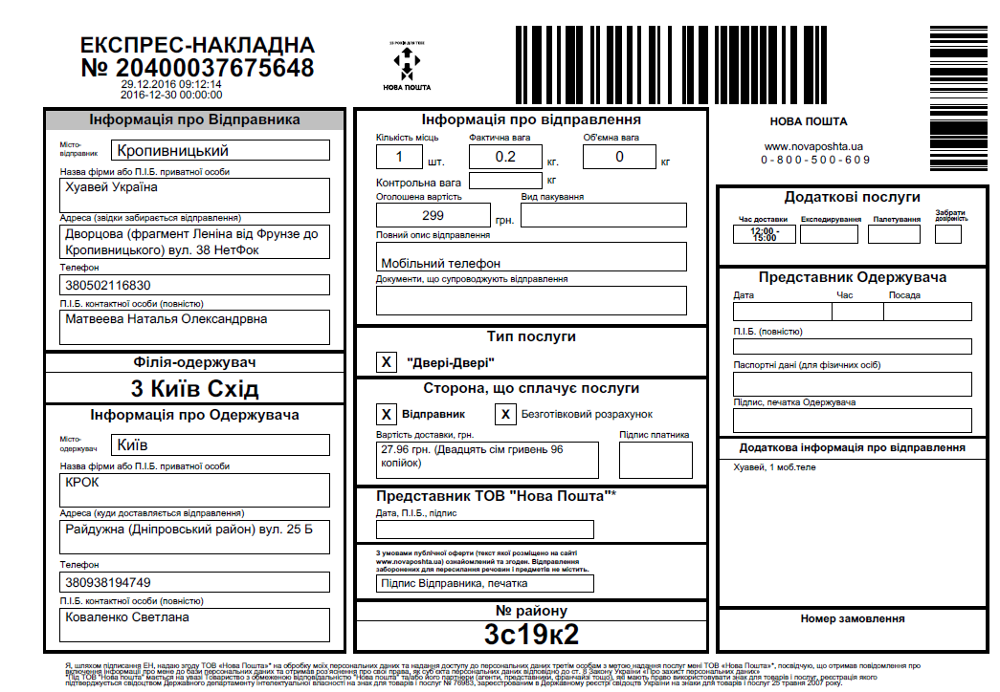 ЕКСПРЕС-НАКЛАДНА
№ 20400037675648
29.12.2016 09:12:14
2016-12-30 00:00:00
НОВА ПОШТА
НОВА ПОШТА
www.novaposhta.ua
0-800-500-609
Інформація про Відправника
Місто-
відправник
Кропивницький
Назва фірми або П.І.Б. приватної особи
Хуавей Україна
Адреса (звідки забирається відправлення)
Дворцова (фрагмент Леніна від Фрунзе до
Кропивницького) вул. 38 НетФок
Телефон
380502116830
П.І.Б. контактної особи (повністю)
Матвеева Наталья Олександрвна
Філія-одержувач
3 Київ Схід
Інформація про Одержувача
Місто-
одержувач
Київ
Назва фірми або П.І.Б. приватної особи
КРОК
Адреса (куди доставляється відправлення)
Райдужна (Дніпровський район) вул. 25 Б
Телефон
380938194749
П.І.Б. контактної особи (повністю)
Коваленко Светлана
Інформація про відправлення
Кількість місць
Фактична вага
Об'ємна вага
1 шт.
0.2 кг.
0 кг
Контрольна вага кг
Оголошена вартість
Вид пакування
299 грн.
Повний опис відправлення
Мобільний телефон
Документи, що супроводжують відправлення
Тип послуги
X "Двері-Двері"
Сторона, що сплачує послуги
X Відправник X Безготівковий розрахунок
Вартість доставки, грн.
Підпис платника
27.96 грн. (Двадцять сім гривень 96
копійок)
Представник ТОВ "Нова Пошта"*
Дата, П.І.Б., підпис
З умовами публічної оферти (текст якої розміщено на сайті
www.novaposhta.ua) ознайомлений та згоден. Відправлення
заборонених для пересилання речовин і предметів не містить.
Підпис Відправника, печатка
№ району
3с19к2
Додаткові послуги
Час доставки
Експедирування
Палетування
Забрати
довіреність
12:00 -
15:00
Представник Одержувача
Дата
Час
Посада
П.І.Б. (повністю)
Паспортні дані (для фізичних осіб)
Підпис, печатка Одержувача
Додаткова інформація про відправлення
Хуавей, 1 моб.теле
Номер замовлення
Я, шляхом підписання ЕН, надаю згоду ТОВ «Нова Пошта»* на обробку моїх персональних даних та надання доступу до персональних даних третім особам з метою надання послуг мені ТОВ «Нова Пошта»*, посвідчую, що отримав повідомлення про
включення інформації про мене до бази персональних даних та отримав роз'яснення про свої права, як суб'єкта персональних даних відповідно до ст. 8 Закону України «Про захист персональних даних»
*Під ТОВ "Нова пошта" мається на увазі Товариство з обмеженою відповідальністю "Нова пошта" та/або його партнери (агенти, представники, франчайзі тощо), які мають право використовувати знак для товарів і послуг, реєстрація якого
підтверджується свідоцтвом Державного департаменту інтелектуальної власності на знак для товарів і послуг N 76983, зареєстрованим в Державному реєстрі свідоцтв України на знаки для товарів і послуг 25 травня 2007 року.